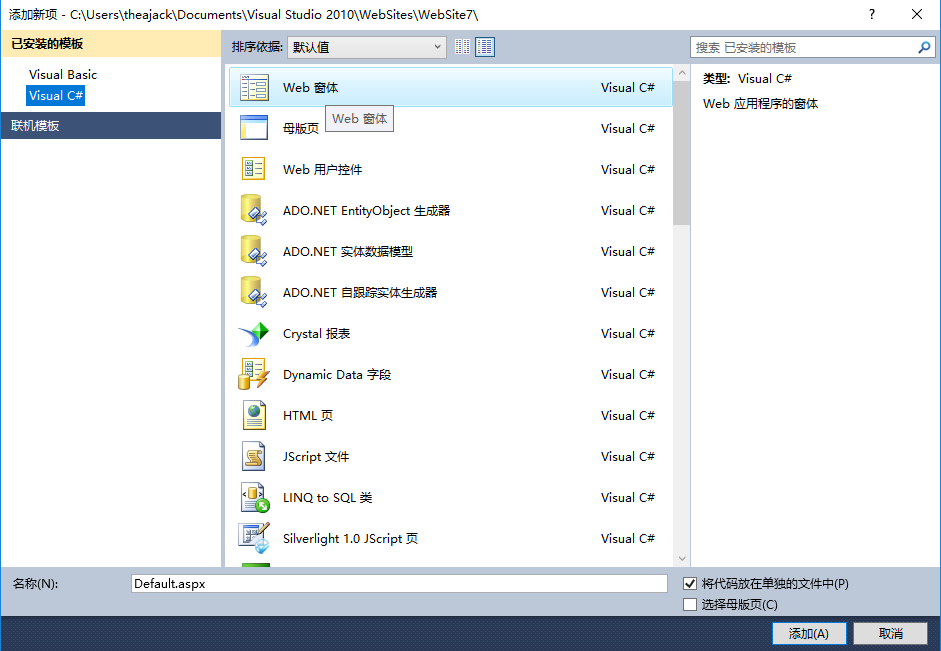 添加新项 - C:\Users\theajack\Documents\Visual Studio 2010\WebSites\WebSite7\
?
已安装的模板
排序依据: 默认值
搜索 已安装的模板
Visual Basic
Visual C#
联机模板
Web 窗体 Visual C#
Web 窗体
母版页 Visual C#
Web 用户控件 Visual C#
ADO.NET EntityObject 生成器 Visual C#
ADO.NET 实体数据模型 Visual C#
ADO.NET 自跟踪实体生成器 Visual C#
Crystal 报表 Visual C#
Dynamic Data 字段 Visual C#
HTML 页 Visual C#
JScript 文件 Visual C#
LINQ to SQL 类 Visual C#
Silverlight 1.0 JScript 页 Visual C#
类型: Visual C#
Web 应用程序的窗体
名称(N): Default.aspx
将代码放在单独的文件中(P)
选择母版页(C)
添加(A) 取消